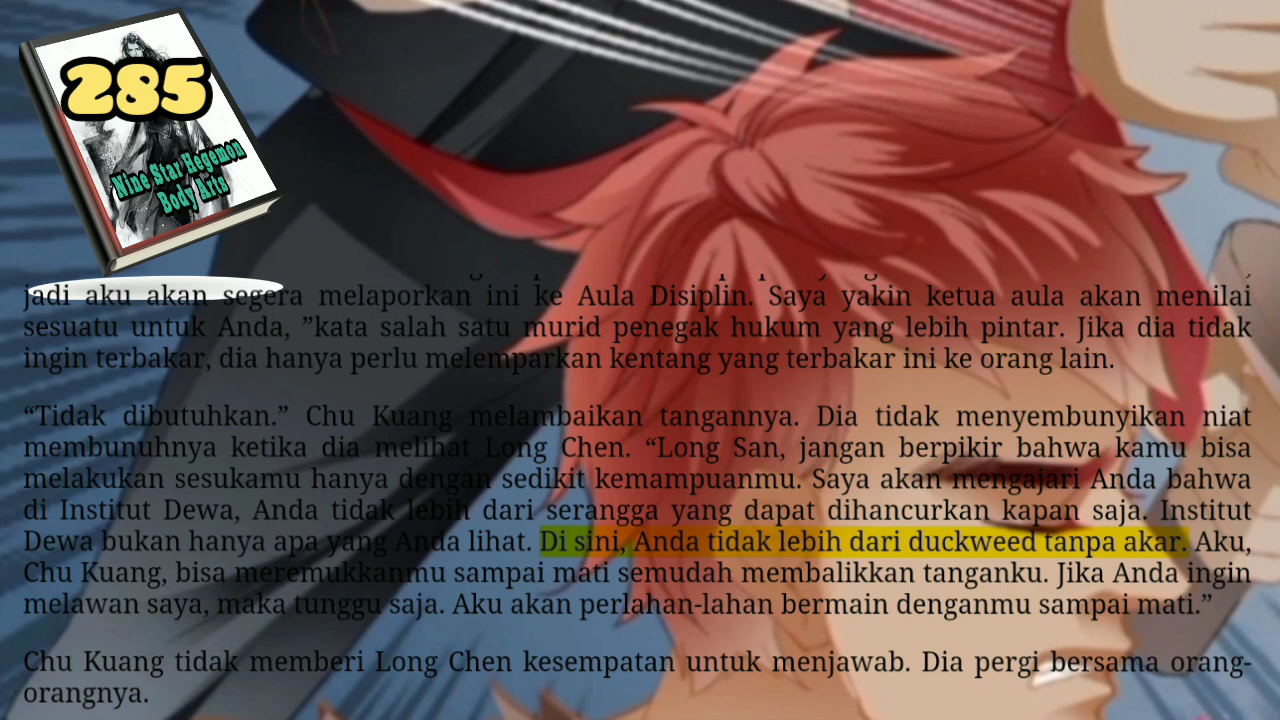 285
Nine Star Hegemon
Body Arts
jadi aku akan segera melaporkan ini ke Aula Disiplin. Saya yakin ketua aula akan menilai
sesuatu untuk Anda, ”kata salah satu murid penegak hukum yang lebih pintar. Jika dia tidak
ingin terbakar, dia hanya perlu melemparkan kentang yang terbakar ini ke orang lain.
“Tidak dibutuhkan.” Chu Kuang melambaikan tangannya. Dia tidak menyembunyikan niat
membunuhnya ketika dia melihat Long Chen. “Long San, jangan berpikir bahwa kamu bisa
melakukan sesukamu hanya dengan sedikit kemampuanmu. Saya akan mengajari Anda bahwa
di Institut Dewa, Anda tidak lebih dari serangga yang dapat dihancurkan kapan saja. Institut
Dewa bukan hanya apa yang Anda lihat. Di sini, Anda tidak lebih dari duckweed tanpa akar. Aku,
Chu Kuang, bisa meremukkanmu sampai mati semudah membalikkan tanganku. Jika Anda ingin
melawan saya, maka tunggu saja. Aku akan perlahan-lahan bermain denganmu sampai mati.”
Chu Kuang tidak memberi Long Chen kesempatan untuk menjawab. Dia pergi bersama orang-
orangnya.